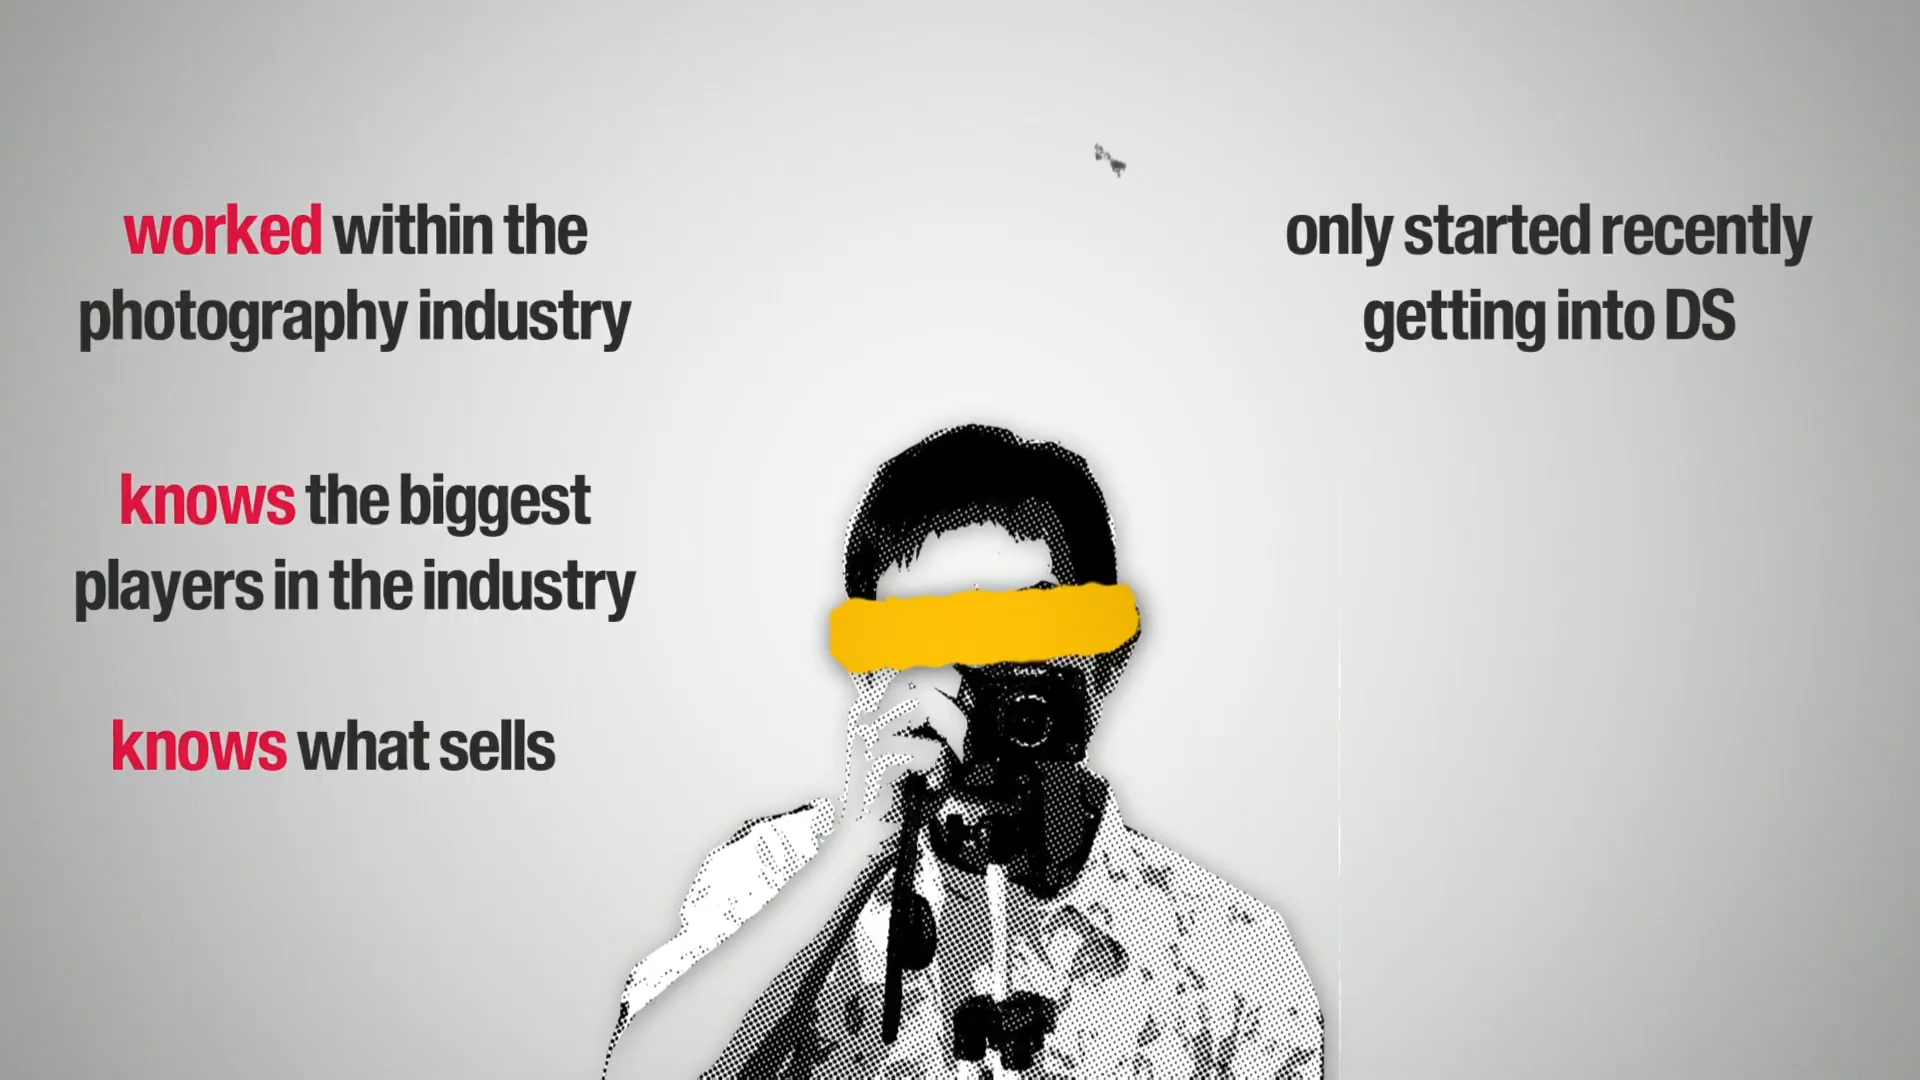 worked within the
photography industry
knows the biggest
players in the industry
knows what sells
only started recently
getting into DS